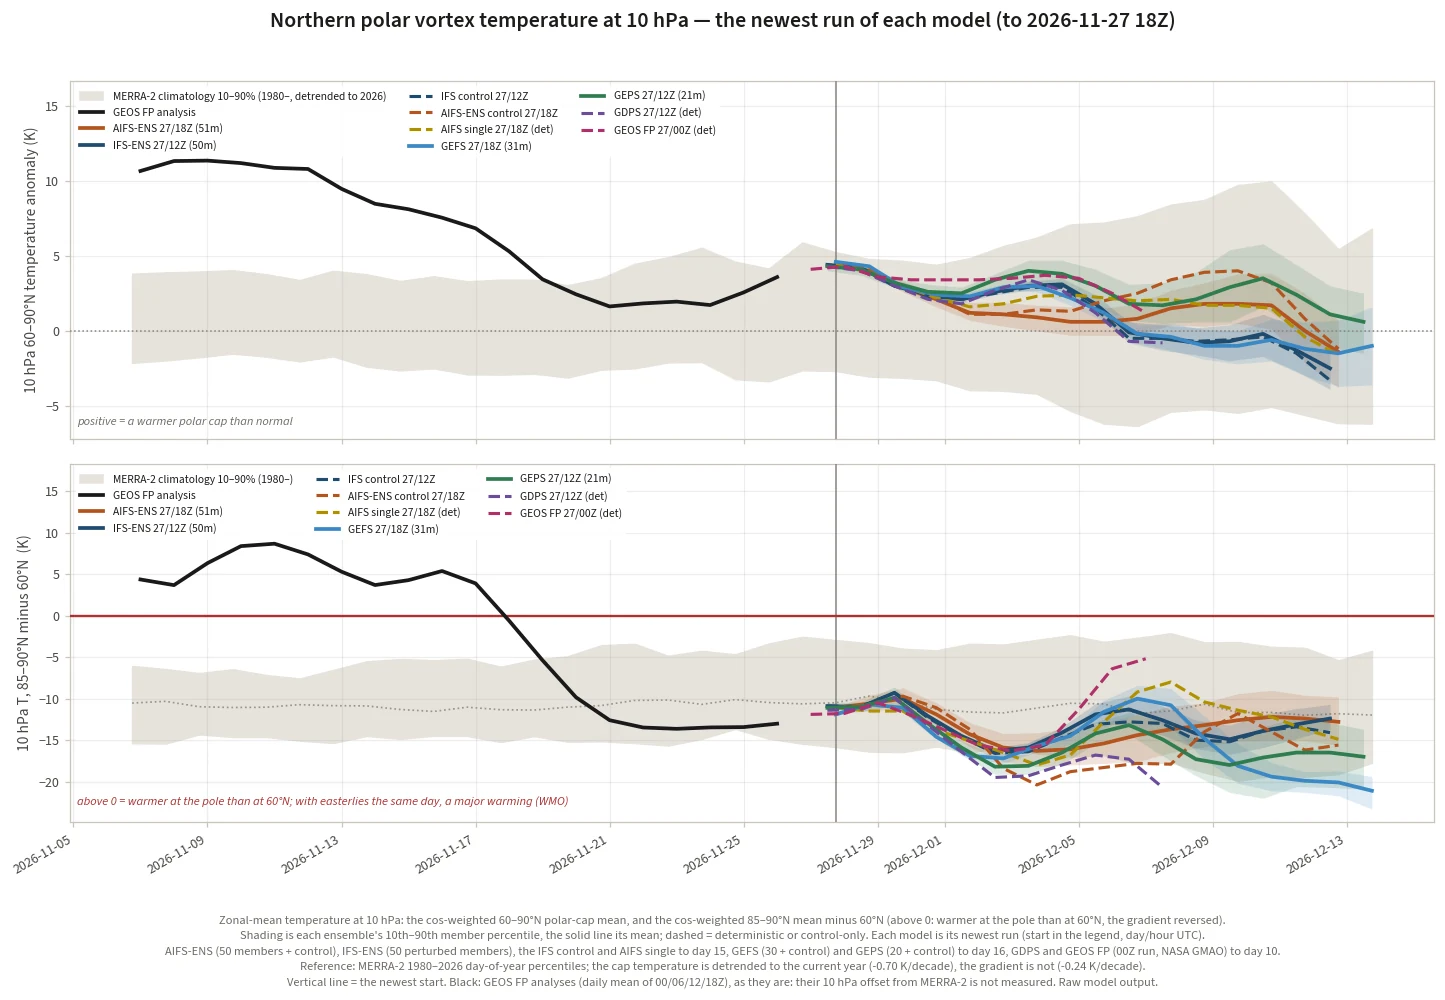 Northern polar vortex temperature at 10 hPa — the newest run of each model (to 2026-11-27 18Z)
10 hPa 60–90°N temperature anomaly (K)
15
10
5
0
−5
MERRA-2 climatology 10–90% (1980–, detrended to 2026)
GEOS FP analysis
AIFS-ENS 27/18Z (51m)
IFS-ENS 27/12Z (50m)
IFS control 27/12Z
AIFS-ENS control 27/18Z
AIFS single 27/18Z (det)
GEFS 27/18Z (31m)
GEPS 27/12Z (21m)
GDPS 27/12Z (det)
GEOS FP 27/00Z (det)
positive = a warmer polar cap than normal
10 hPa T, 85–90°N minus 60°N (K)
15
10
5
0
−5
−10
−15
−20
MERRA-2 climatology 10–90% (1980–)
GEOS FP analysis
AIFS-ENS 27/18Z (51m)
IFS-ENS 27/12Z (50m)
IFS control 27/12Z
AIFS-ENS control 27/18Z
AIFS single 27/18Z (det)
GEFS 27/18Z (31m)
GEPS 27/12Z (21m)
GDPS 27/12Z (det)
GEOS FP 27/00Z (det)
above 0 = warmer at the pole than at 60°N; with easterlies the same day, a major warming (WMO)
2026-11-05
2026-11-09
2026-11-13
2026-11-17
2026-11-21
2026-11-25
2026-11-29
2026-12-01
2026-12-05
2026-12-09
2026-12-13
Zonal-mean temperature at 10 hPa: the cos-weighted 60–90°N polar-cap mean, and the cos-weighted 85–90°N mean minus 60°N (above 0: warmer at the pole than at 60°N, the gradient reversed).
Shading is each ensemble's 10th–90th member percentile, the solid line its mean; dashed = deterministic or control-only. Each model is its newest run (start in the legend, day/hour UTC).
AIFS-ENS (50 members + control), IFS-ENS (50 perturbed members), the IFS control and AIFS single to day 15, GEFS (30 + control) and GEPS (20 + control) to day 16, GDPS and GEOS FP (00Z run, NASA GMAO) to day 10.
Reference: MERRA-2 1980–2026 day-of-year percentiles; the cap temperature is detrended to the current year (-0.70 K/decade), the gradient is not (-0.24 K/decade).
Vertical line = the newest start. Black: GEOS FP analyses (daily mean of 00/06/12/18Z), as they are: their 10 hPa offset from MERRA-2 is not measured. Raw model output.